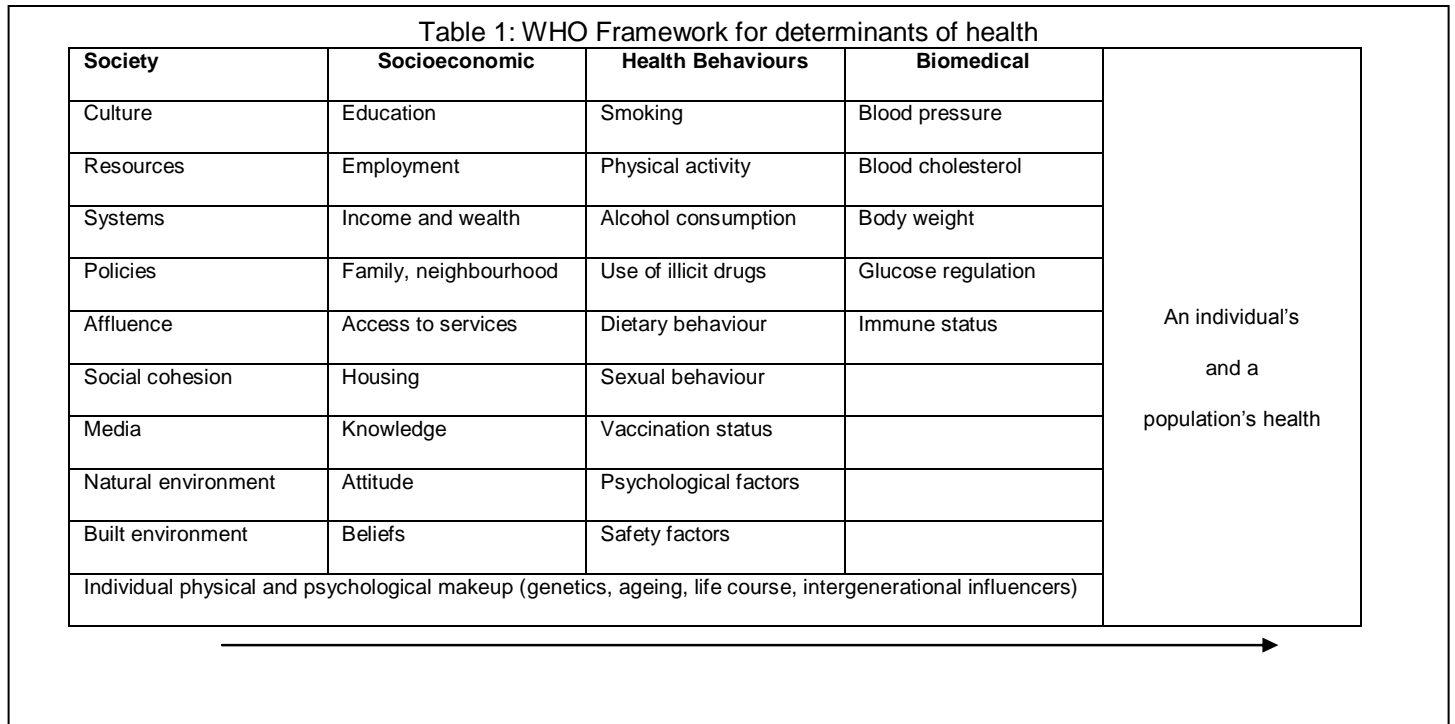 Table 1: WHO Framework for determinants of health
Society Socioeconomic Health Behaviours Biomedical
Culture Education Smoking Blood pressure
Resources Employment Physical activity Blood cholesterol
Systems Income and wealth Alcohol consumption Body weight
Policies Family, neighbourhood Use of illicit drugs Glucose regulation
Affluence Access to services Dietary behaviour Immune status
Social cohesion Housing Sexual behaviour
Media Knowledge Vaccination status
Natural environment Attitude Psychological factors
Built environment Beliefs Safety factors
Individual physical and psychological makeup (genetics, ageing, life course, intergenerational influencers)
An individual's
and a
population's health